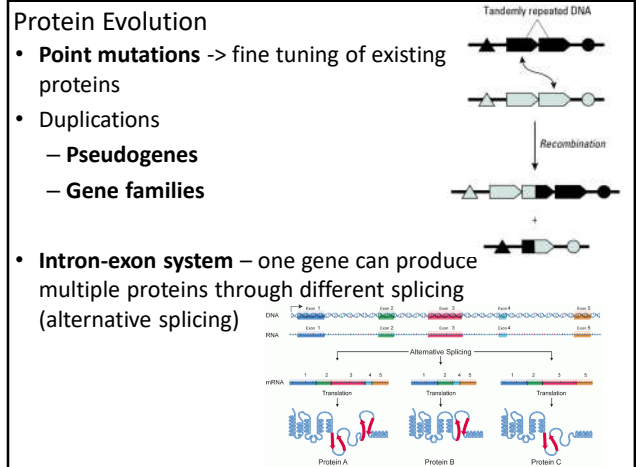 Protein Evolution
• Point mutations -> fine tuning of existing
proteins
• Duplications
– Pseudogenes
– Gene families
• Intron-exon system – one gene can produce
multiple proteins through different splicing
(alternative splicing)
Tandemly repeated DNA
Recombination
+
Exon 1 Exon 2 Exon 3 Exon 4 Exon 5
DNA
Exon 1 Exon 2 Exon 3 Exon 4 Exon 5
RNA
Alternative Splicing
1 2 3 4 5 1 2 4 5 1 2 3 5
mRNA
Translation Translation Translation
Protein A Protein B Protein C